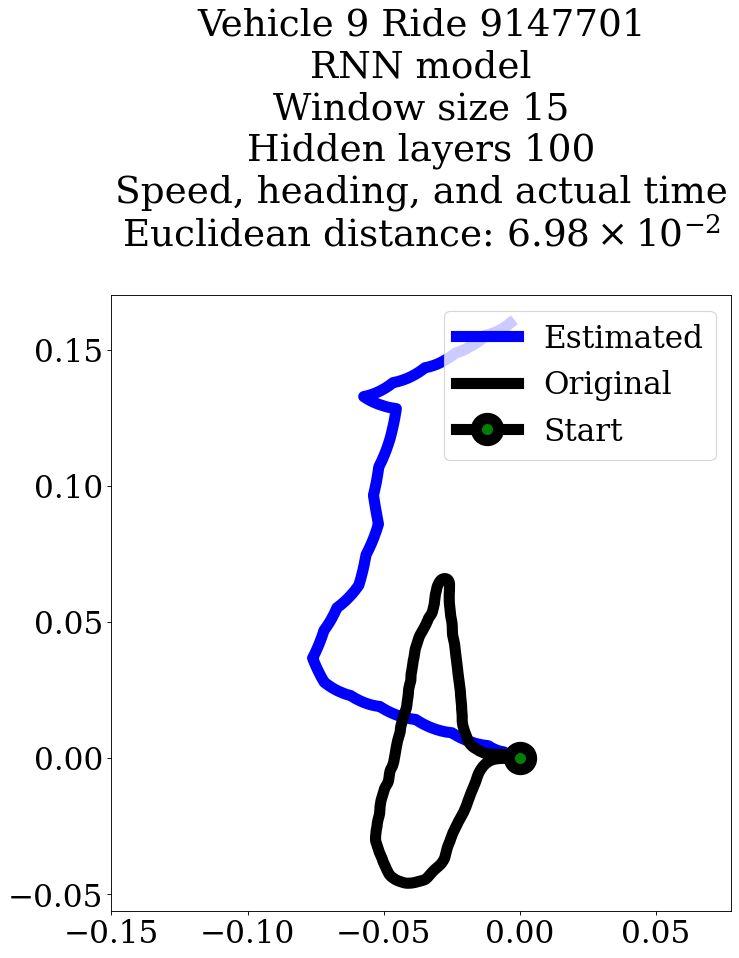 Vehicle 9 Ride 9147701
RNN model
Window size 15
Hidden layers 100
Speed, heading, and actual time
Euclidean distance: 6.98 × 10⁻²
Estimated
Original
Start
0.15
0.10
0.05
0.00
−0.05
−0.15
−0.10
−0.05
0.00
0.05